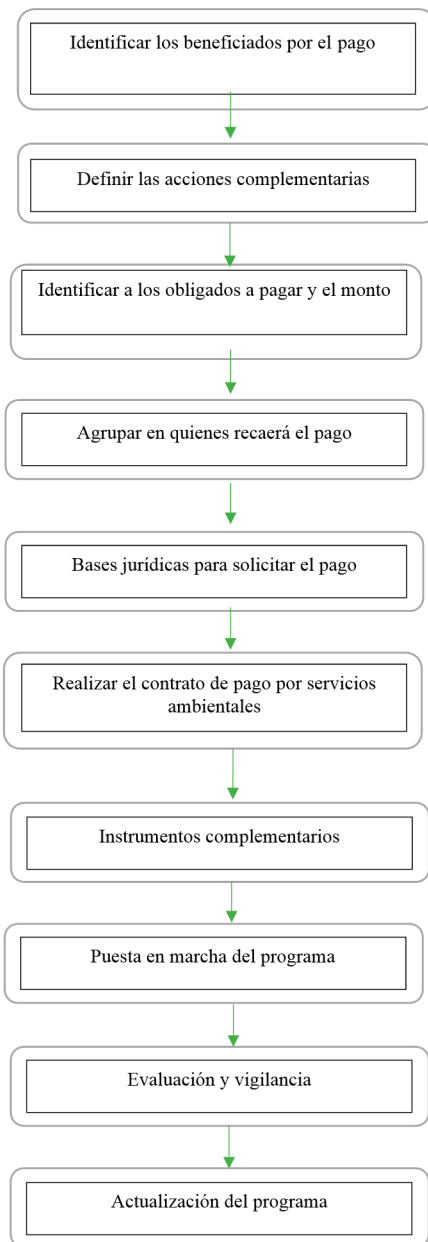 Identificar los beneficiados por el pago
Definir las acciones complementarias
Identificar a los obligados a pagar y el monto
Agrupar en quienes recaerá el pago
Bases jurídicas para solicitar el pago
Realizar el contrato de pago por servicios
ambientales
Instrumentos complementarios
Puesta en marcha del programa
Evaluación y vigilancia
Actualización del programa